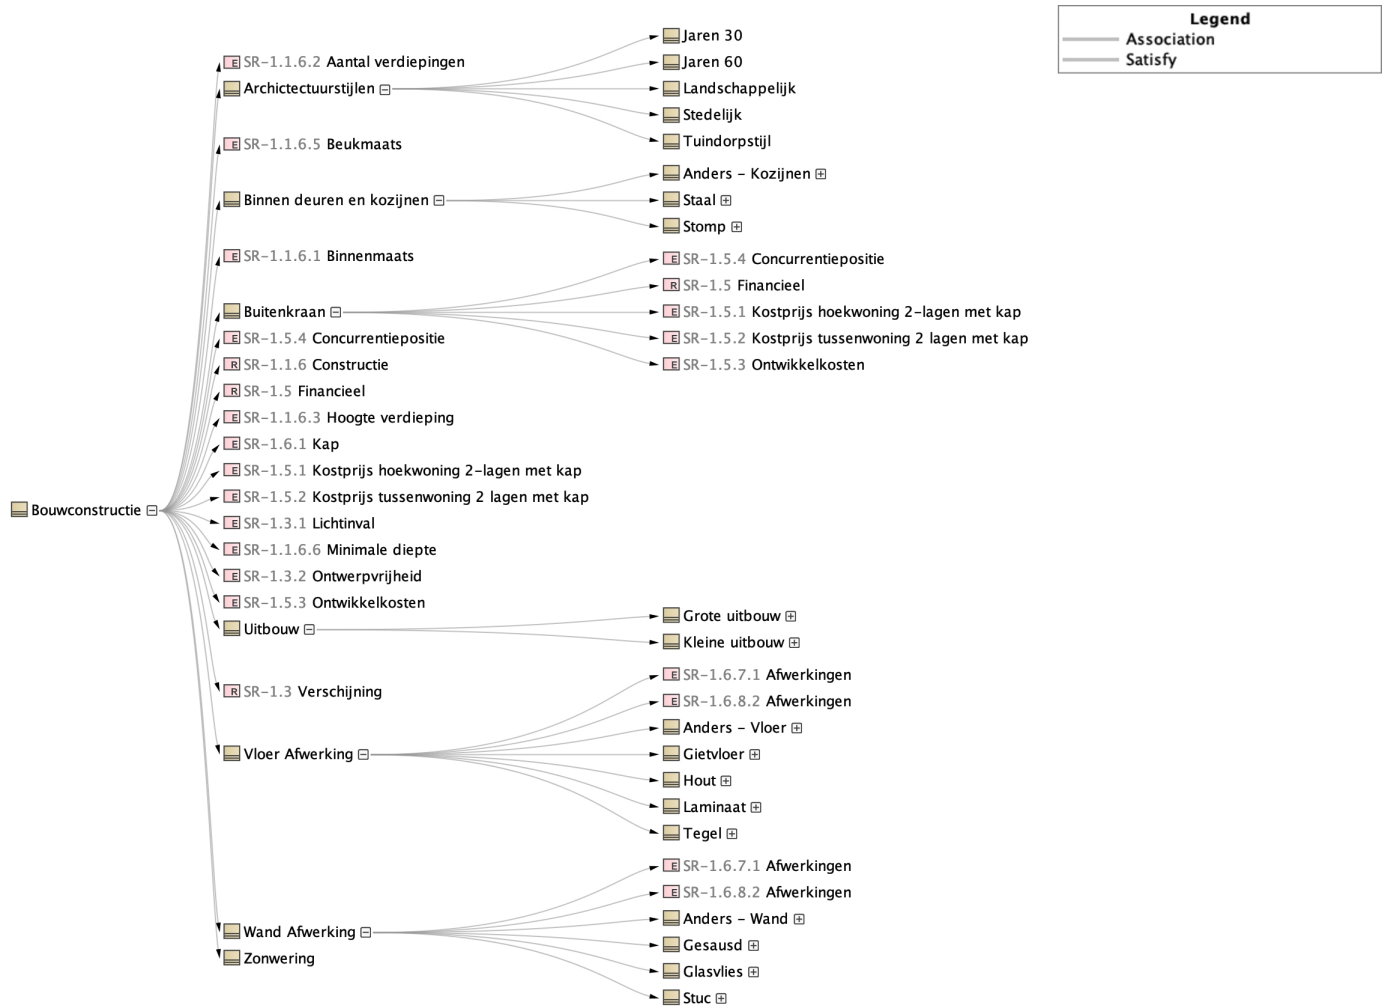 Legend
Association
Satisfy
Bouwconstructie
SR-1.1.6.2 Aantal verdiepingen
Archictectuurstijlen
Jaren 30
Jaren 60
Landschappelijk
Stedelijk
Tuindorpstijl
SR-1.1.6.5 Beukmaats
Binnen deuren en kozijnen
Anders - Kozijnen
Staal
Stomp
SR-1.1.6.1 Binnenmaats
Buitenkraan
SR-1.5.4 Concurrentiepositie
SR-1.5 Financieel
SR-1.5.1 Kostprijs hoekwoning 2-lagen met kap
SR-1.5.2 Kostprijs tussenwoning 2 lagen met kap
SR-1.5.3 Ontwikkelkosten
SR-1.5.4 Concurrentiepositie
SR-1.1.6 Constructie
SR-1.5 Financieel
SR-1.1.6.3 Hoogte verdieping
SR-1.6.1 Kap
SR-1.5.1 Kostprijs hoekwoning 2-lagen met kap
SR-1.5.2 Kostprijs tussenwoning 2 lagen met kap
SR-1.3.1 Lichtinval
SR-1.1.6.6 Minimale diepte
SR-1.3.2 Ontwerpvrijheid
SR-1.5.3 Ontwikkelkosten
Uitbouw
Grote uitbouw
Kleine uitbouw
SR-1.3 Verschijning
Vloer Afwerking
SR-1.6.7.1 Afwerkingen
SR-1.6.8.2 Afwerkingen
Anders - Vloer
Gietvloer
Hout
Laminaat
Tegel
Wand Afwerking
SR-1.6.7.1 Afwerkingen
SR-1.6.8.2 Afwerkingen
Anders - Wand
Gesausd
Glasvlies
Stuc
Zonwering